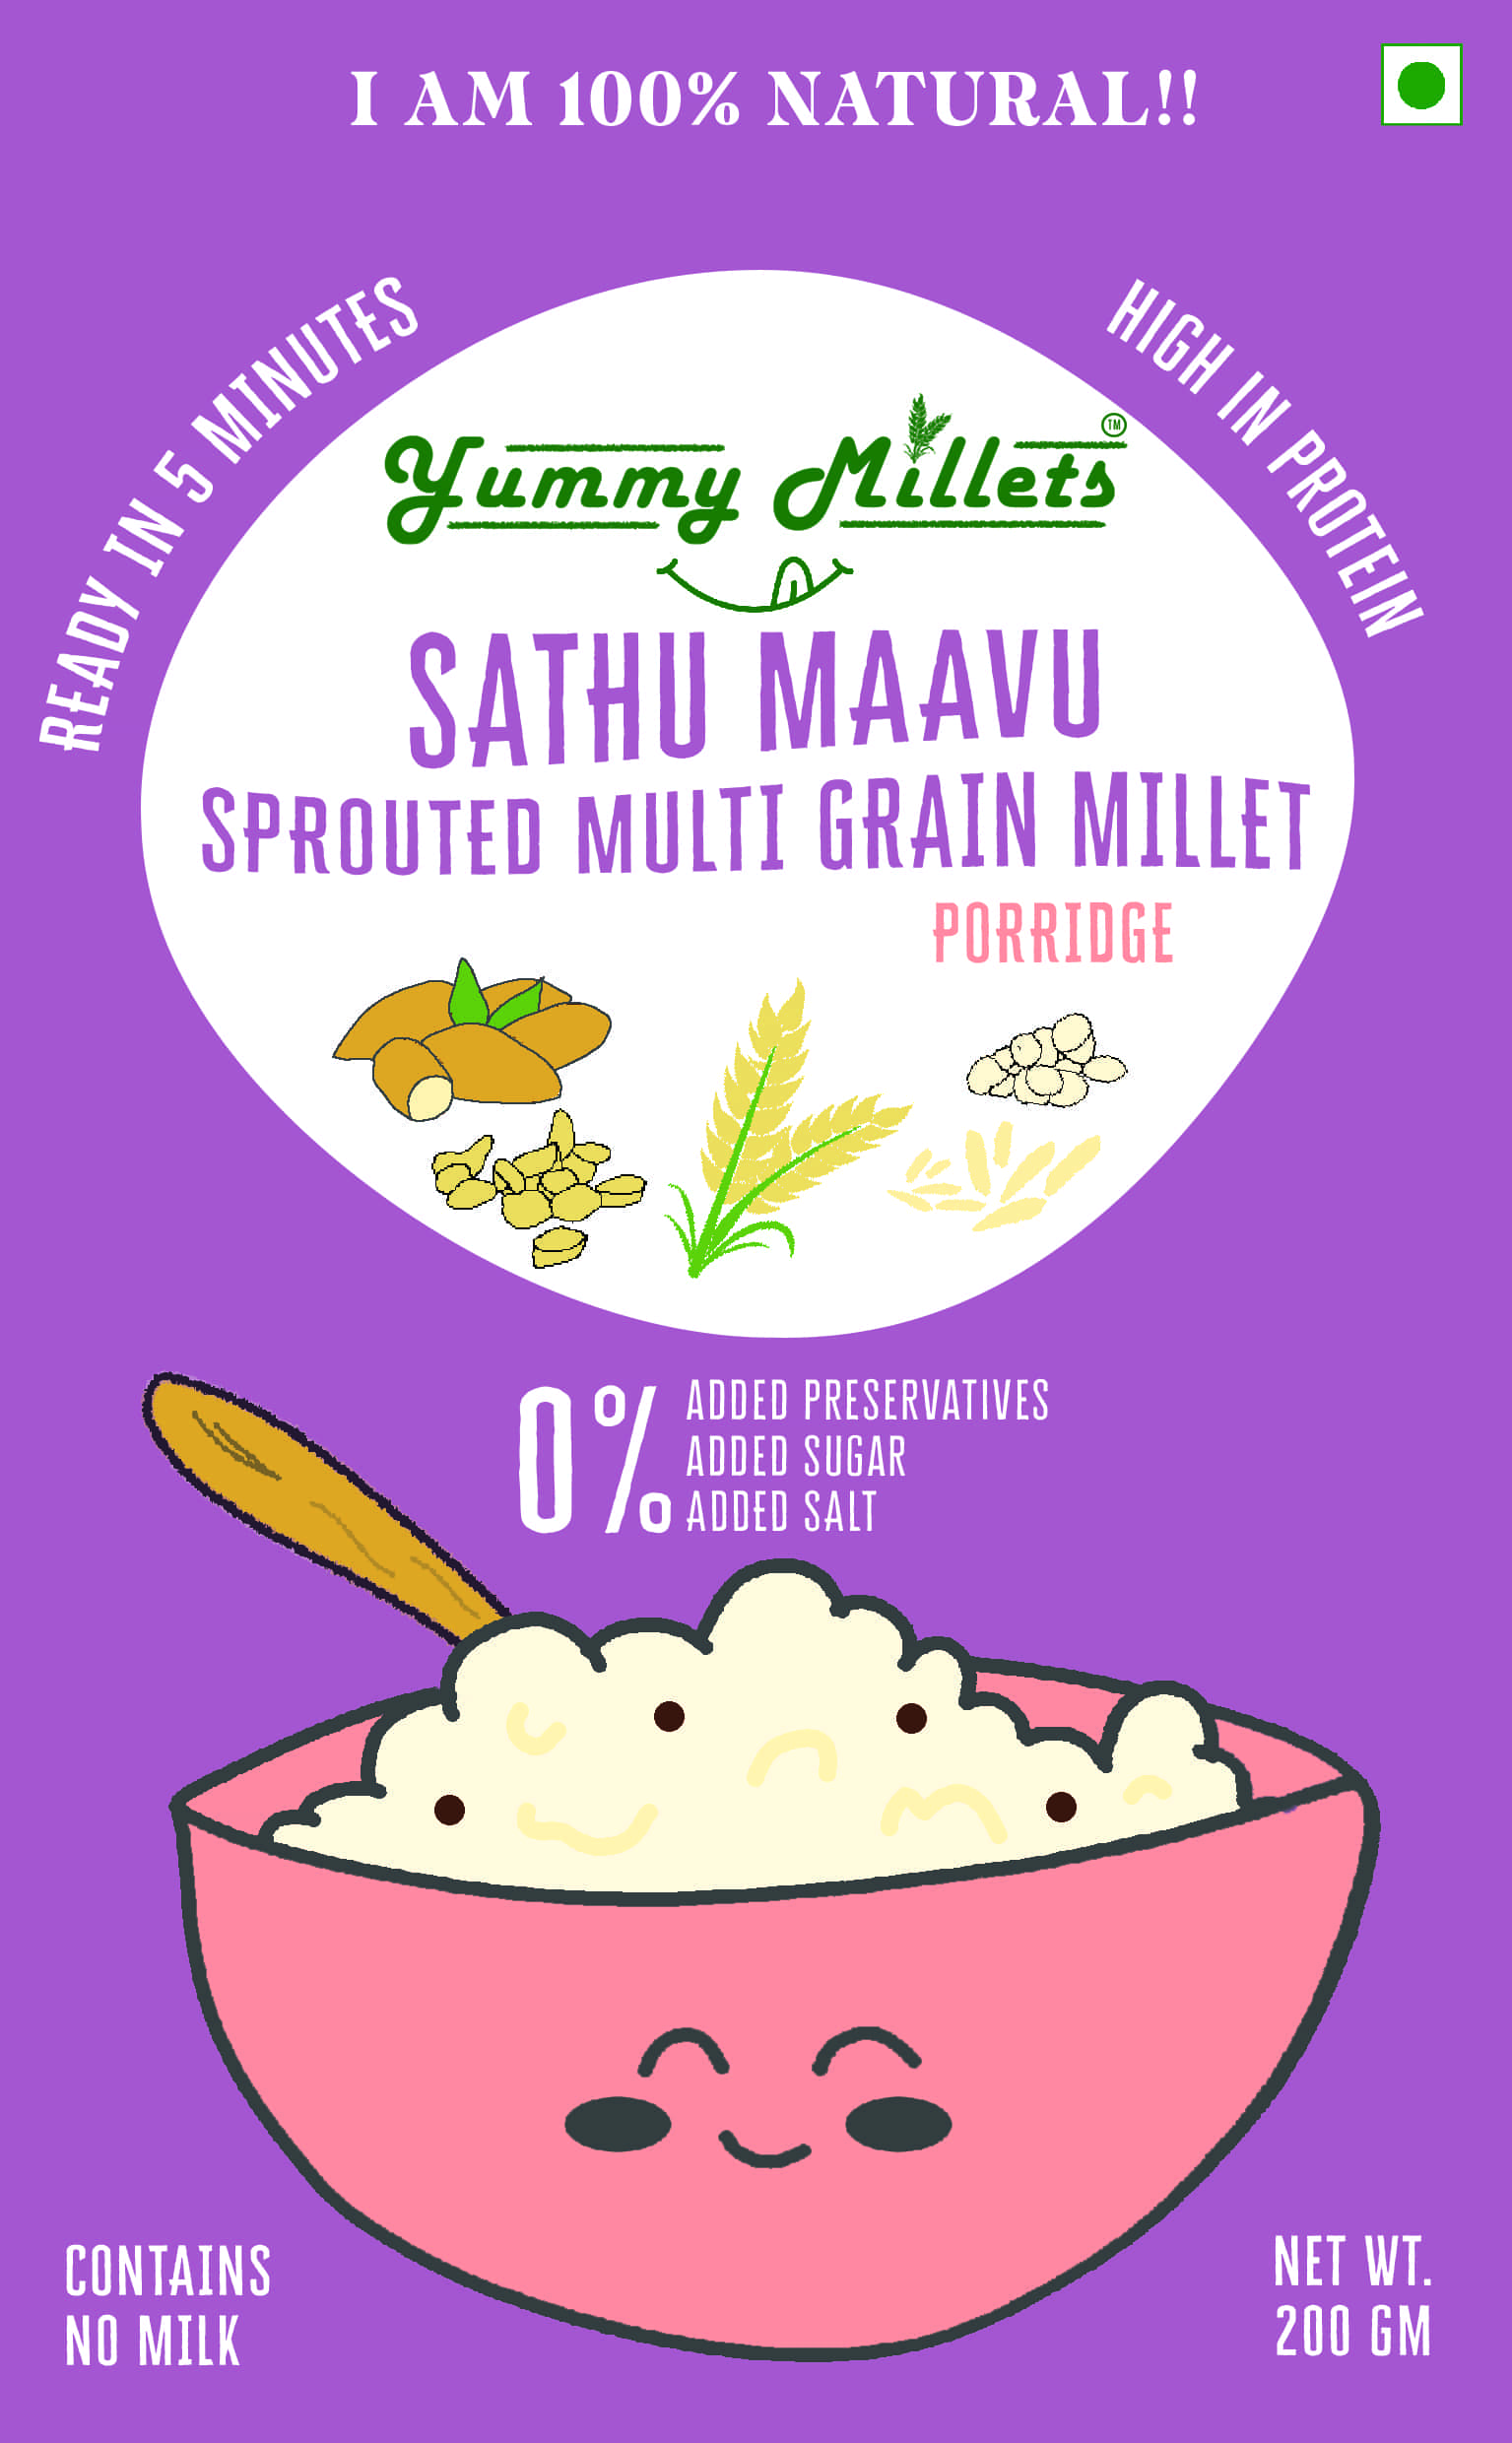 I AM 100% NATURAL!!
READY IN 5 MINUTES
HIGH IN PROTEIN
Yummy Millets
TM
SATHU MAAVU
SPROUTED MULTI GRAIN MILLET
PORRIDGE
0%
ADDED PRESERVATIVES
ADDED SUGAR
ADDED SALT
CONTAINS
NO MILK
NET WT.
200 GM